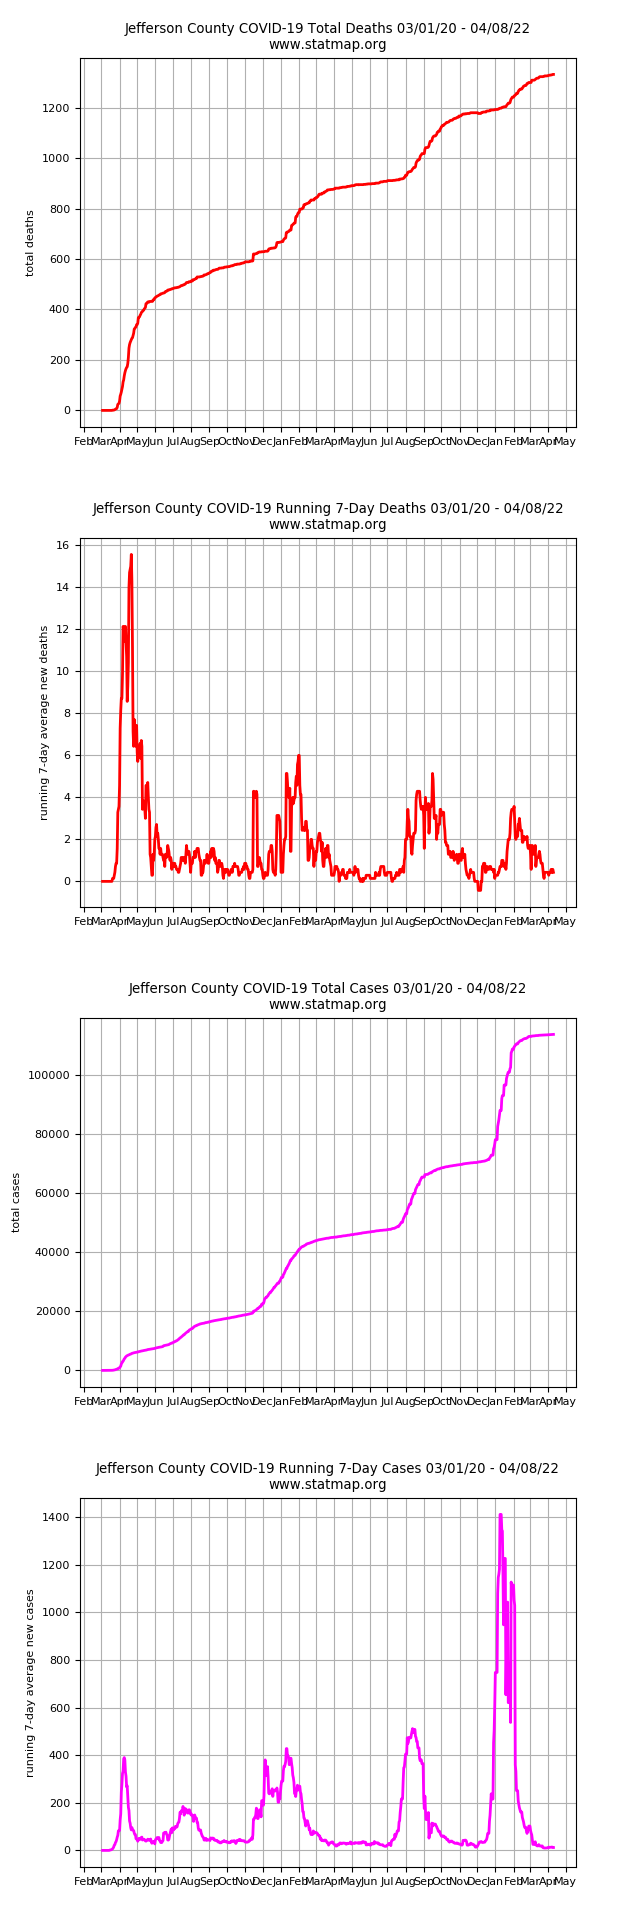 Jefferson County COVID-19 Total Deaths 03/01/20 - 04/08/22
www.statmap.org
total deaths
1200
1000
800
600
400
200
0
Feb Mar Apr May Jun Jul Aug Sep Oct Nov Dec Jan Feb Mar Apr May Jun Jul Aug Sep Oct Nov Dec Jan Feb Mar Apr May
Jefferson County COVID-19 Running 7-Day Deaths 03/01/20 - 04/08/22
www.statmap.org
running 7-day average new deaths
16
14
12
10
8
6
4
2
0
Feb Mar Apr May Jun Jul Aug Sep Oct Nov Dec Jan Feb Mar Apr May Jun Jul Aug Sep Oct Nov Dec Jan Feb Mar Apr May
Jefferson County COVID-19 Total Cases 03/01/20 - 04/08/22
www.statmap.org
total cases
100000
80000
60000
40000
20000
0
Feb Mar Apr May Jun Jul Aug Sep Oct Nov Dec Jan Feb Mar Apr May Jun Jul Aug Sep Oct Nov Dec Jan Feb Mar Apr May
Jefferson County COVID-19 Running 7-Day Cases 03/01/20 - 04/08/22
www.statmap.org
running 7-day average new cases
1400
1200
1000
800
600
400
200
0
Feb Mar Apr May Jun Jul Aug Sep Oct Nov Dec Jan Feb Mar Apr May Jun Jul Aug Sep Oct Nov Dec Jan Feb Mar Apr May